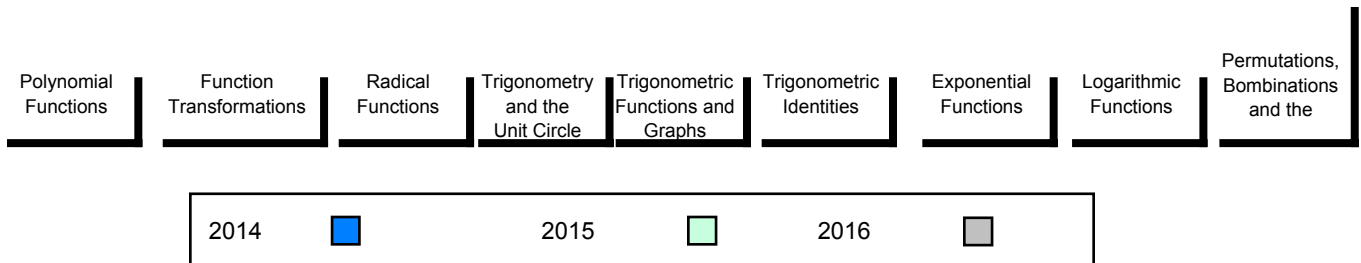 Polynomial
Functions
Function
Transformations
Radical
Functions
Trigonometry
and the
Unit Circle
Trigonometric
Functions and
Graphs
Trigonometric
Identities
Exponential
Functions
Logarithmic
Functions
Permutations,
Bombinations
and the
2014 2015 2016